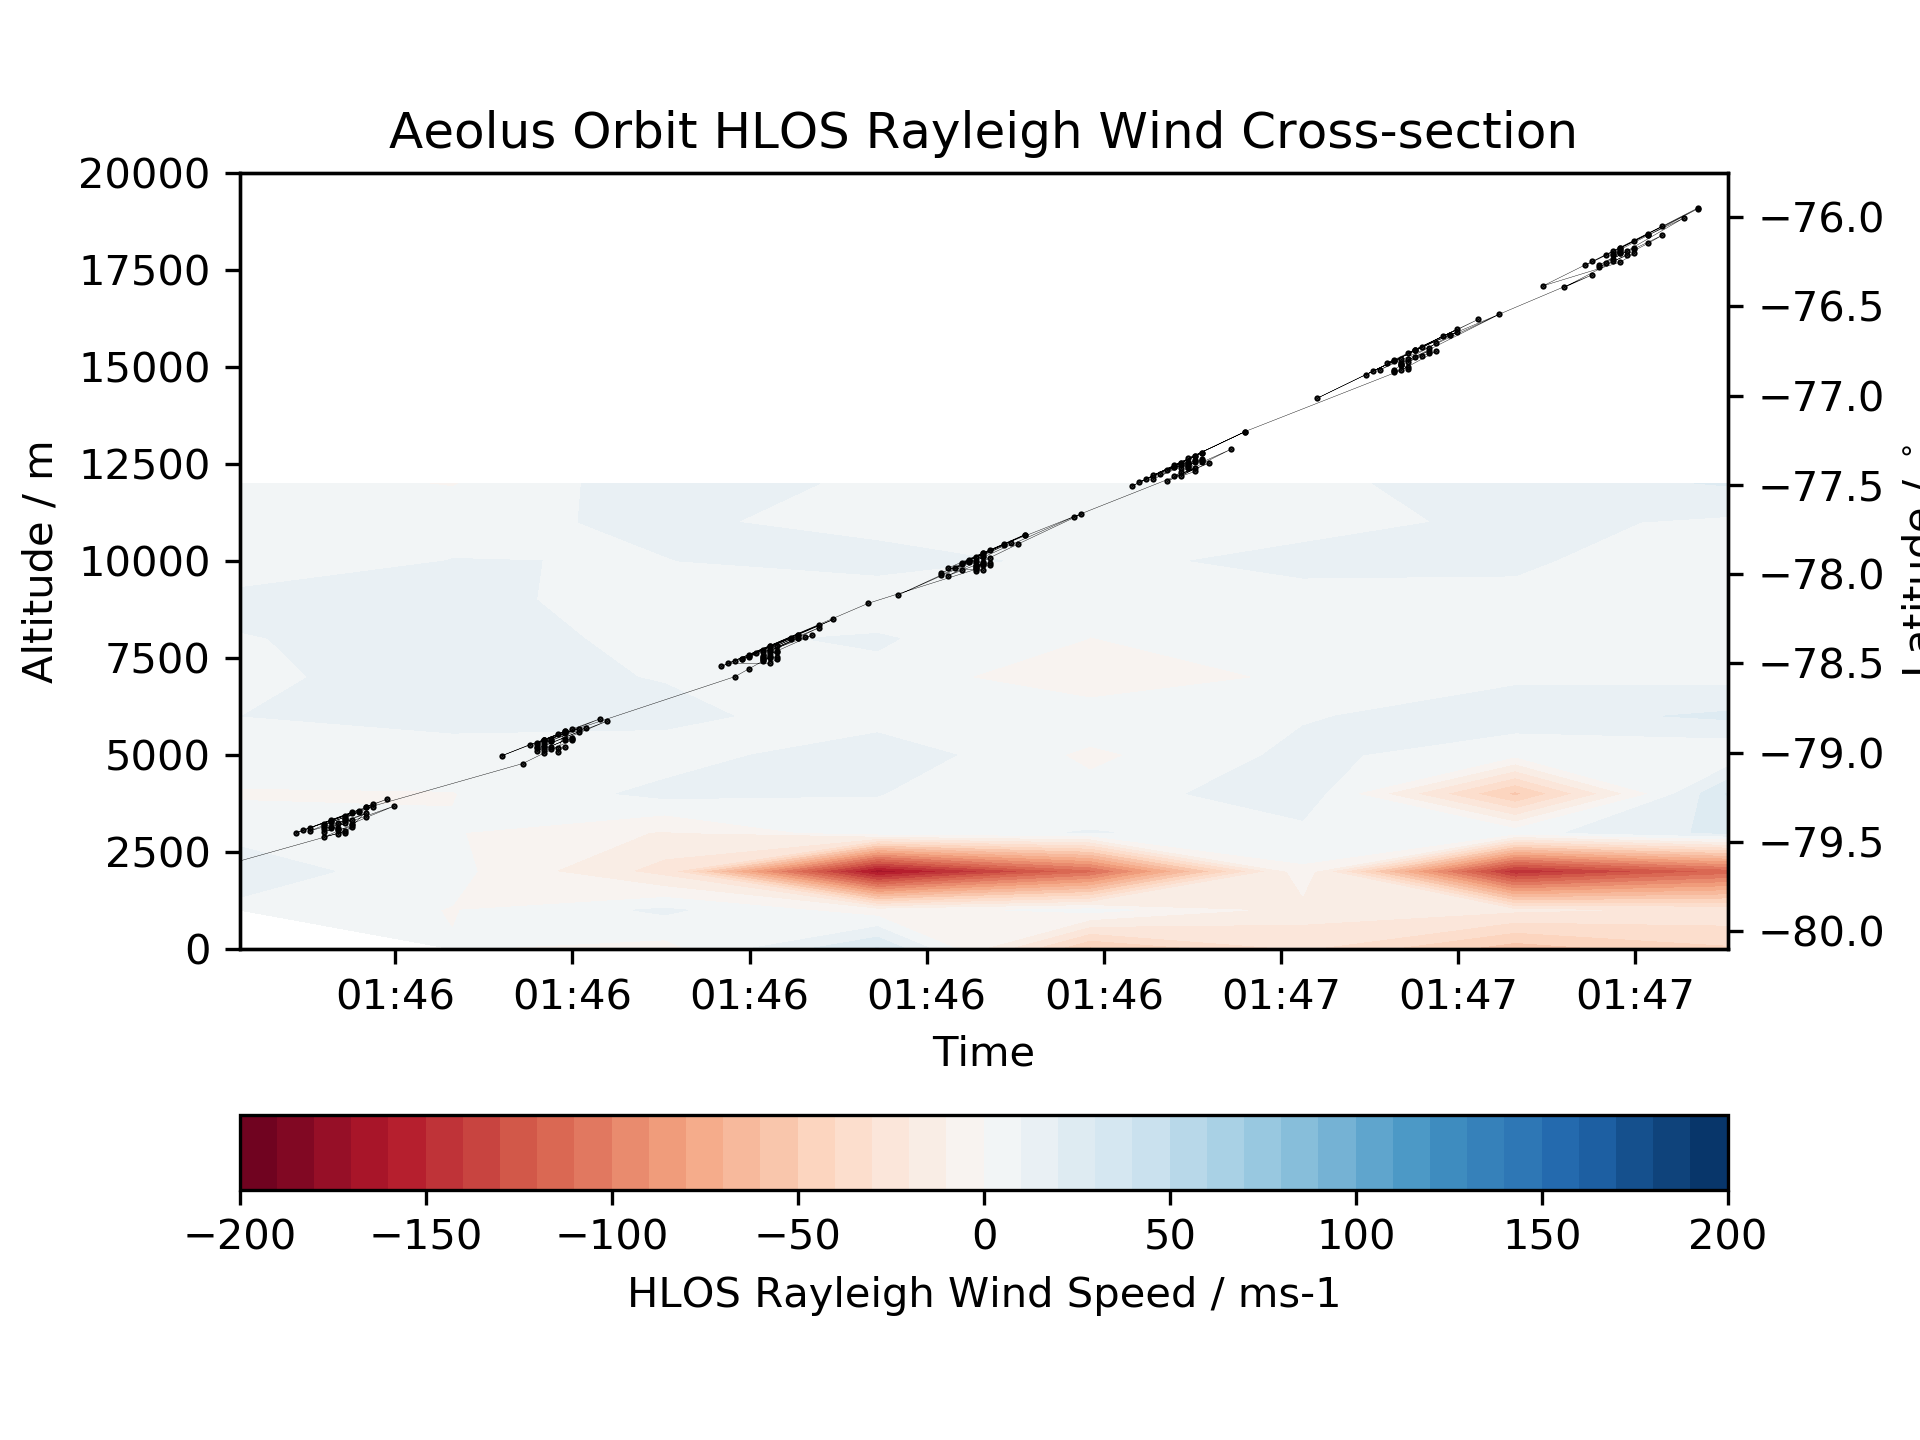 Aeolus Orbit HLOS Rayleigh Wind Cross-section
20000
17500
15000
12500
10000
7500
5000
2500
0
Altitude / m
−76.0
−76.5
−77.0
−77.5
−78.0
−78.5
−79.0
−79.5
−80.0
Latitude / °
01:46 01:46 01:46 01:46 01:46 01:47 01:47 01:47
Time
−200 −150 −100 −50 0 50 100 150 200
HLOS Rayleigh Wind Speed / ms-1